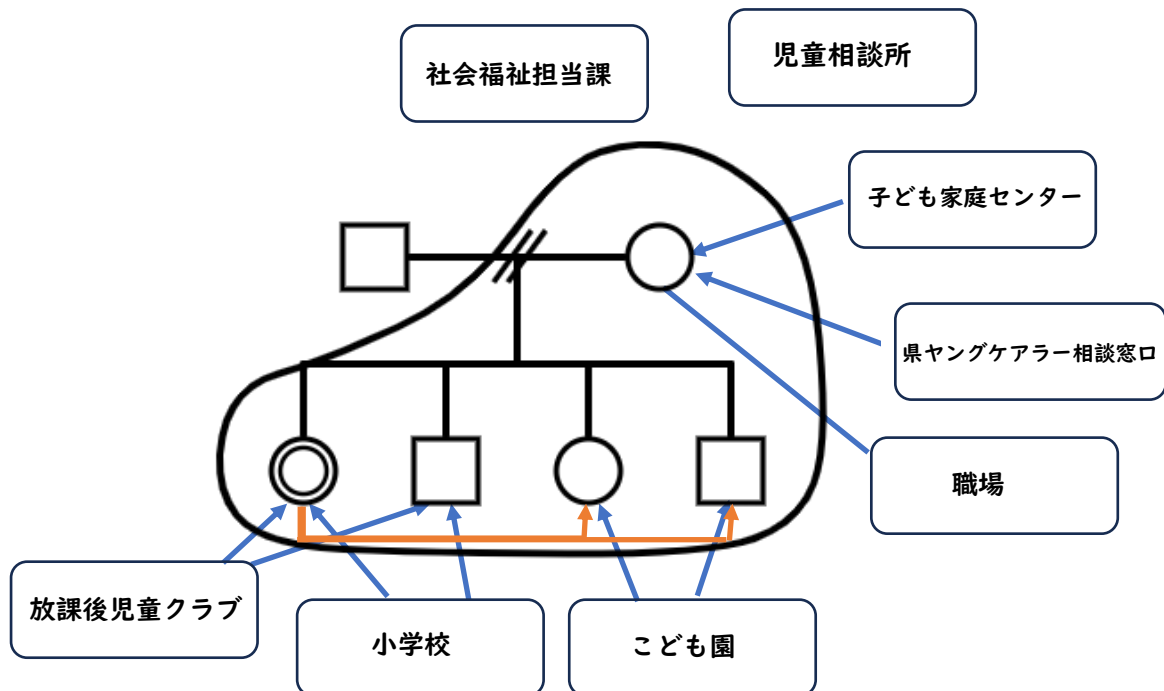 社会福祉担当課
児童相談所
子ども家庭センター
県ヤングケアラー相談窓口
職場
放課後児童クラブ
小学校
こども園